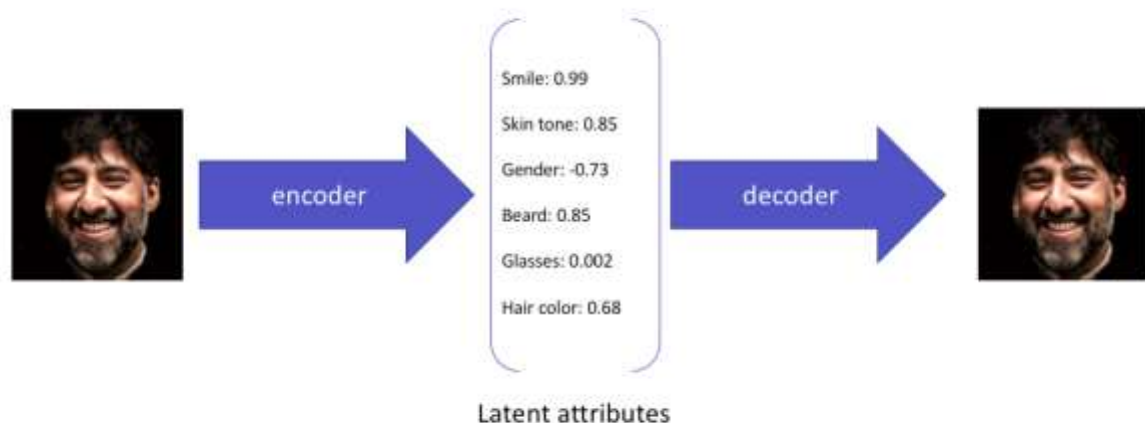 encoder
Smile: 0.99
Skin tone: 0.85
Gender: -0.73
Beard: 0.85
Glasses: 0.002
Hair color: 0.68
decoder
Latent attributes